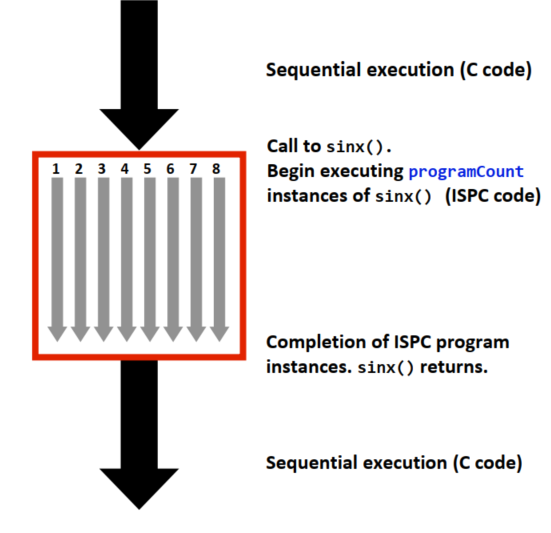 Sequential execution (C code)
Call to sinx().
1 2 3 4 5 6 7 8
Begin executing programCount
instances of sinx() (ISPC code)
Completion of ISPC program
instances. sinx() returns.
Sequential execution (C code)